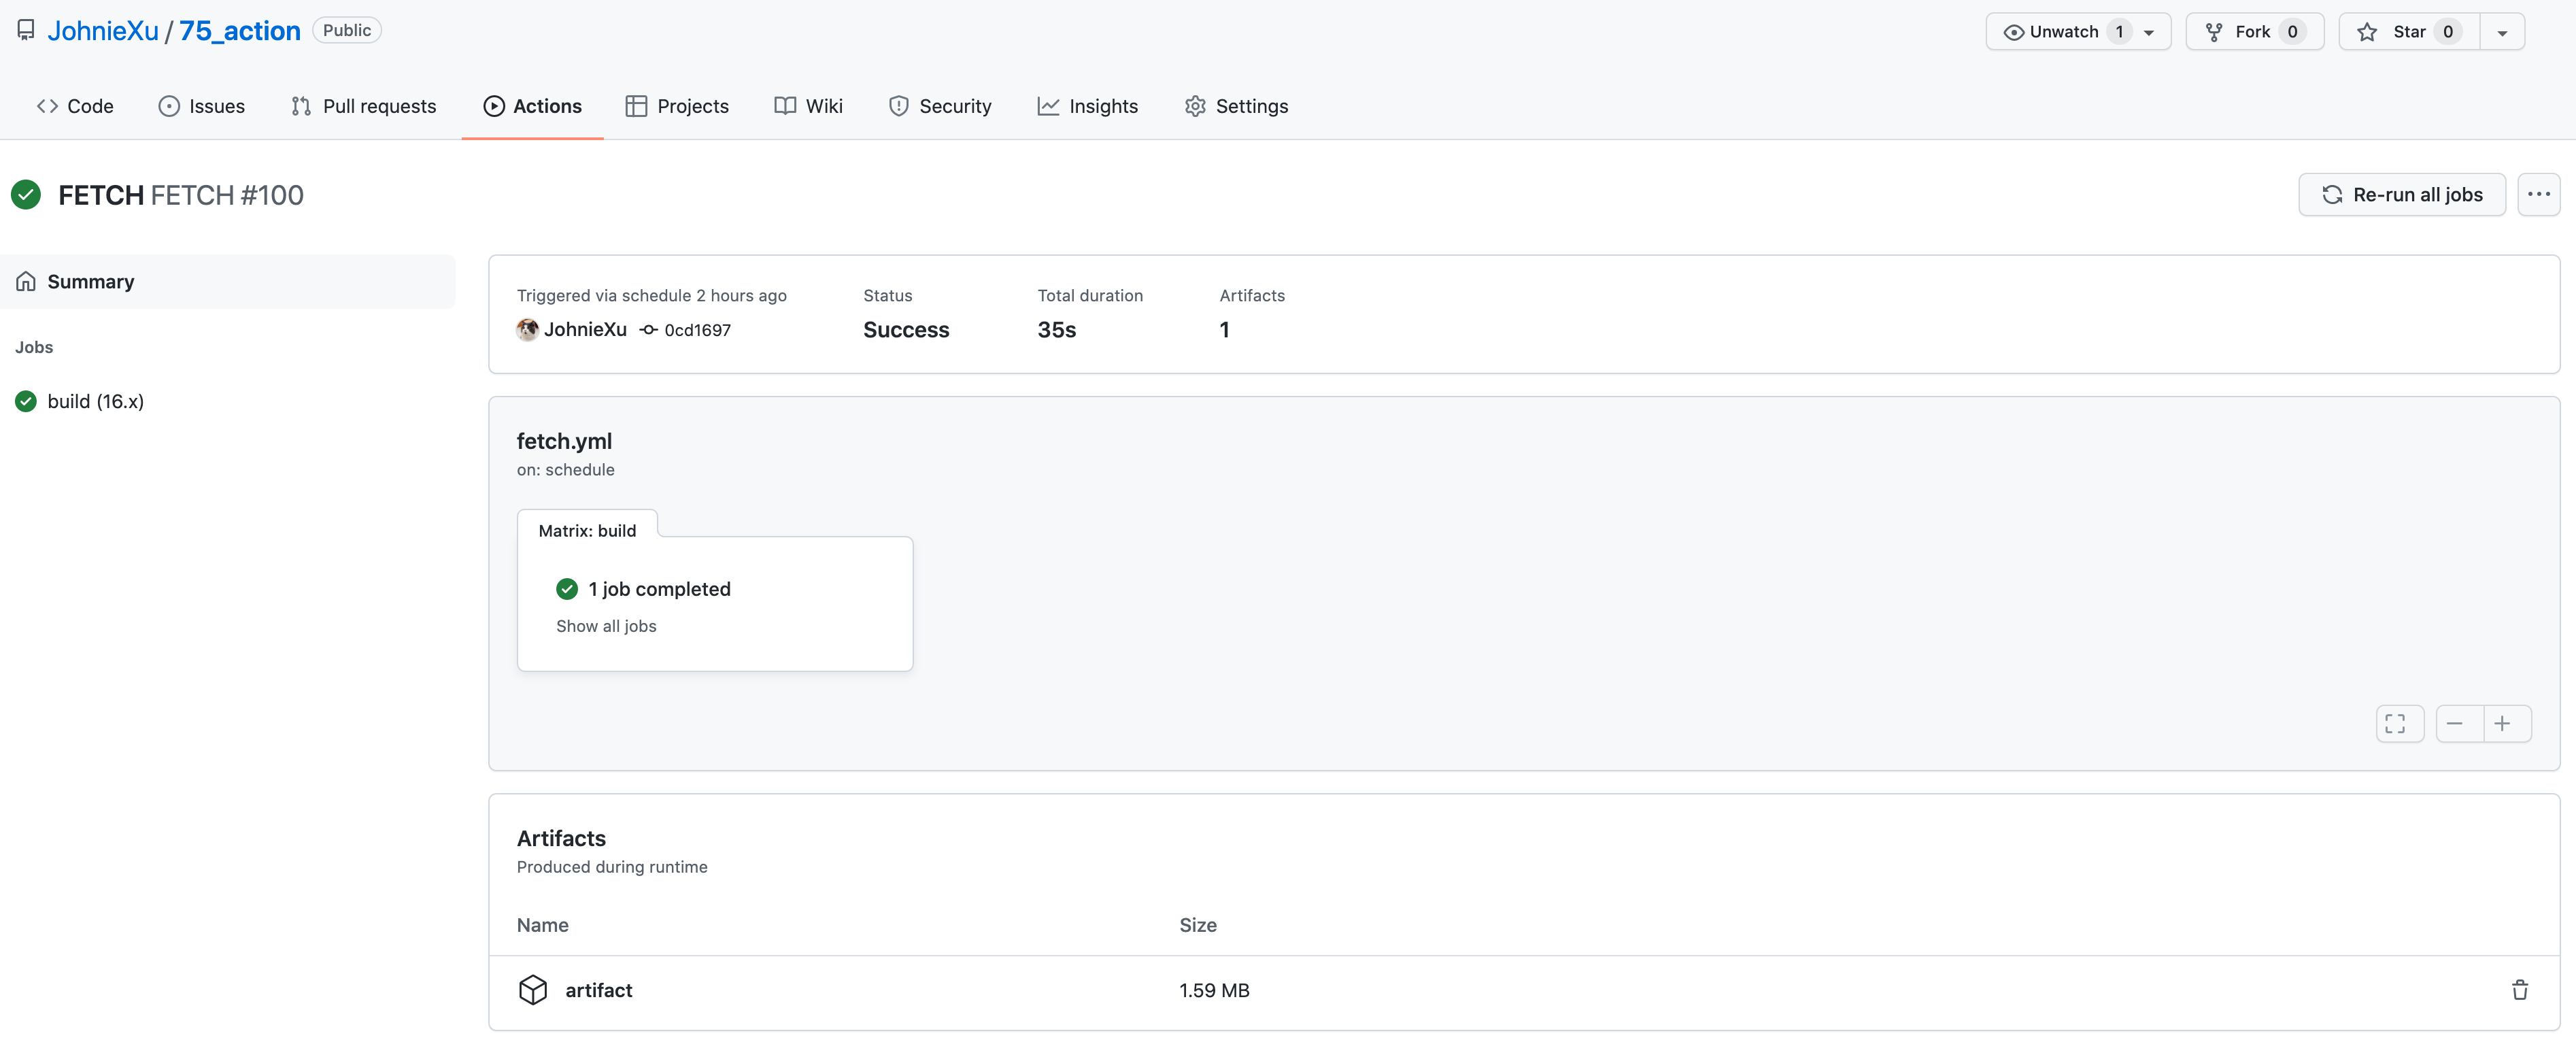 JohnieXu / 75_action Public
Unwatch 1 Fork 0 Star 0
Code Issues Pull requests Actions Projects Wiki Security Insights Settings
FETCH FETCH #100
Re-run all jobs
Summary
Jobs
build (16.x)
Triggered via schedule 2 hours ago
JohnieXu 0cd1697
Status
Success
Total duration
35s
Artifacts
1
fetch.yml
on: schedule
Matrix: build
1 job completed
Show all jobs
Artifacts
Produced during runtime
Name Size
artifact 1.59 MB